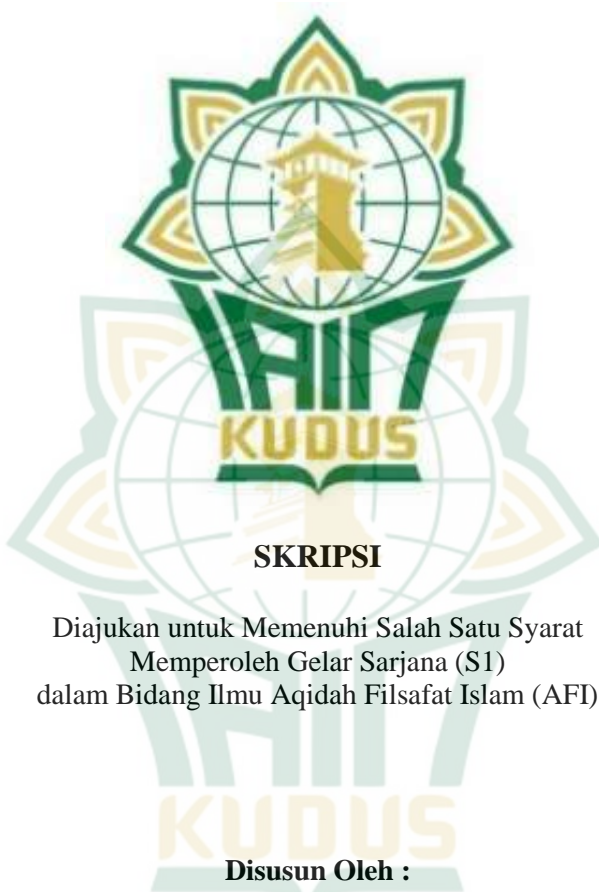 IAIN
KUDUS
SKRIPSI
Diajukan untuk Memenuhi Salah Satu Syarat
Memperoleh Gelar Sarjana (S1)
dalam Bidang Ilmu Aqidah Filsafat Islam (AFI)
KUDUS
Disusun Oleh :